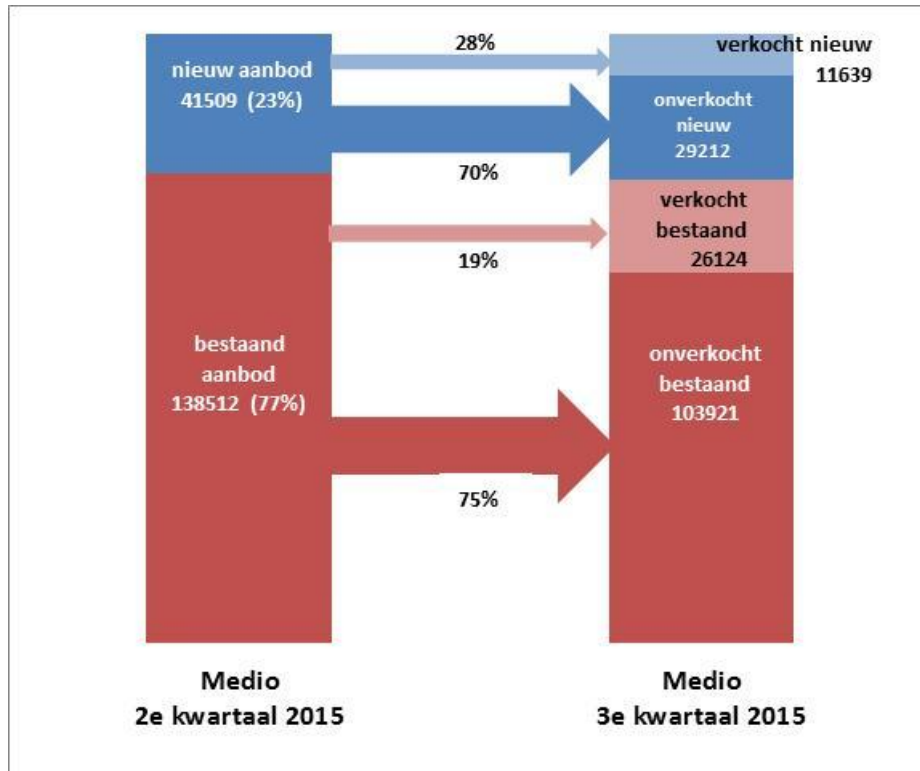 nieuw aanbod
41509 (23%)
28%
verkocht nieuw
11639
onverkocht
nieuw
29212
70%
verkocht
bestaand
26124
19%
bestaand
aanbod
138512 (77%)
onverkocht
bestaand
103921
75%
Medio
2e kwartaal 2015
Medio
3e kwartaal 2015